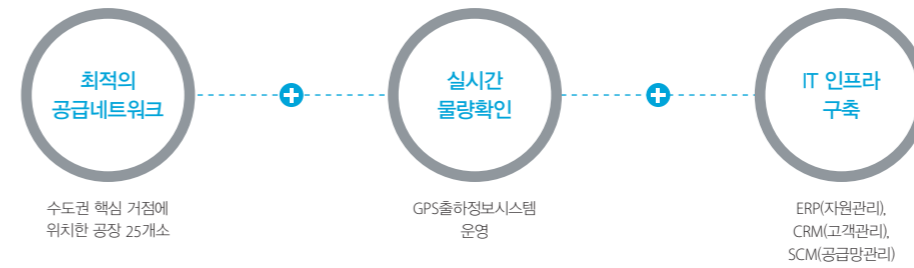 최적의
공급네트워크
수도권 핵심 거점에
위치한 공장 25개소
실시간
물량확인
GPS출하정보시스템
운영
IT 인프라
구축
ERP(자원관리),
CRM(고객관리),
SCM(공급망관리)